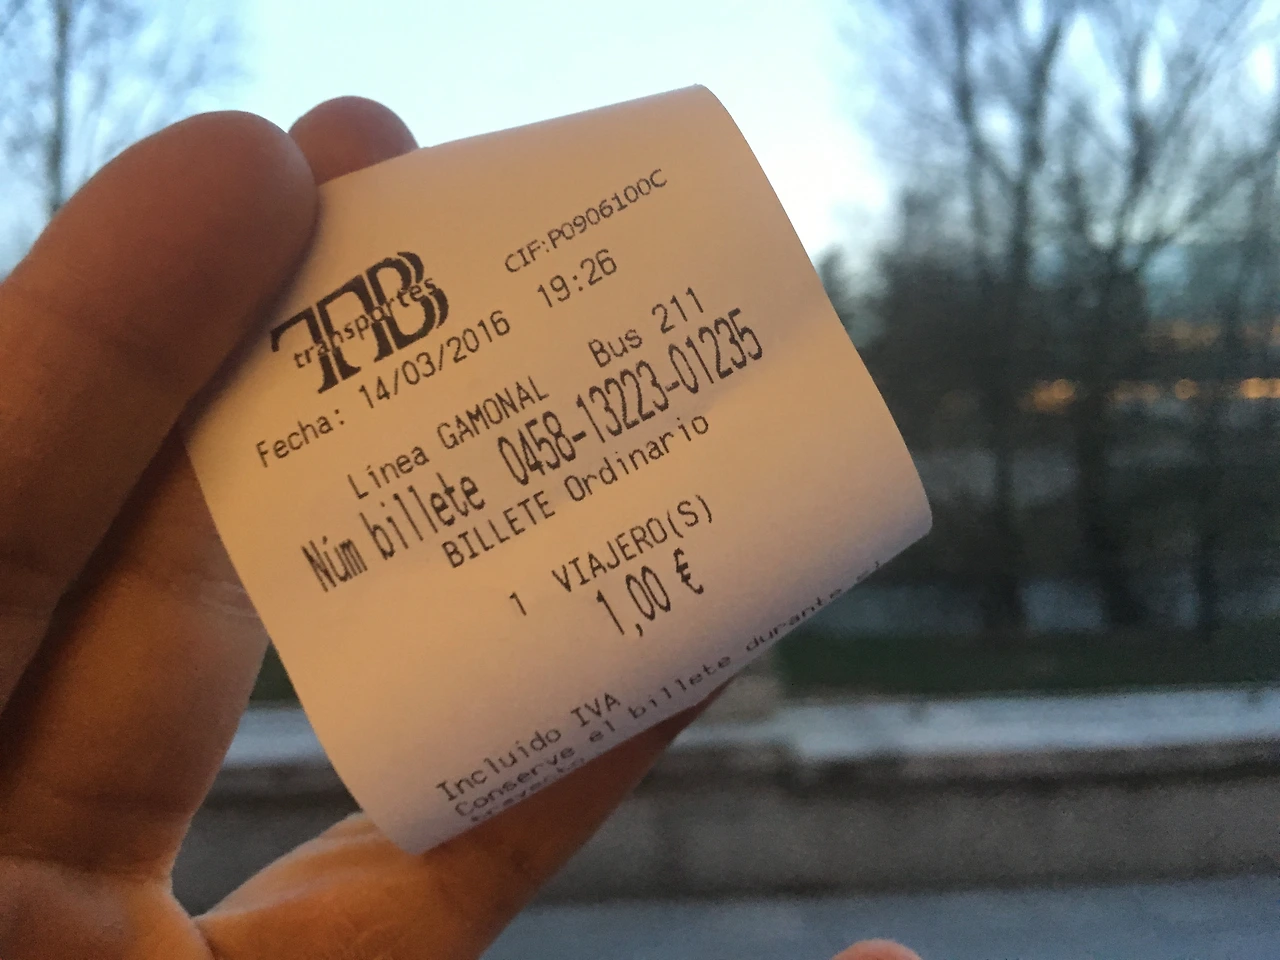 CIF:P0906100C
TAB
transportes
Fecha: 14/03/2016 19:26
Línea GAMONAL Bus 211
Núm billete 0458-13223-01235
BILLETE Ordinario
1 VIAJERO(S)
1,00 €
Incluido IVA
Conserve el billete durante el
trayecto